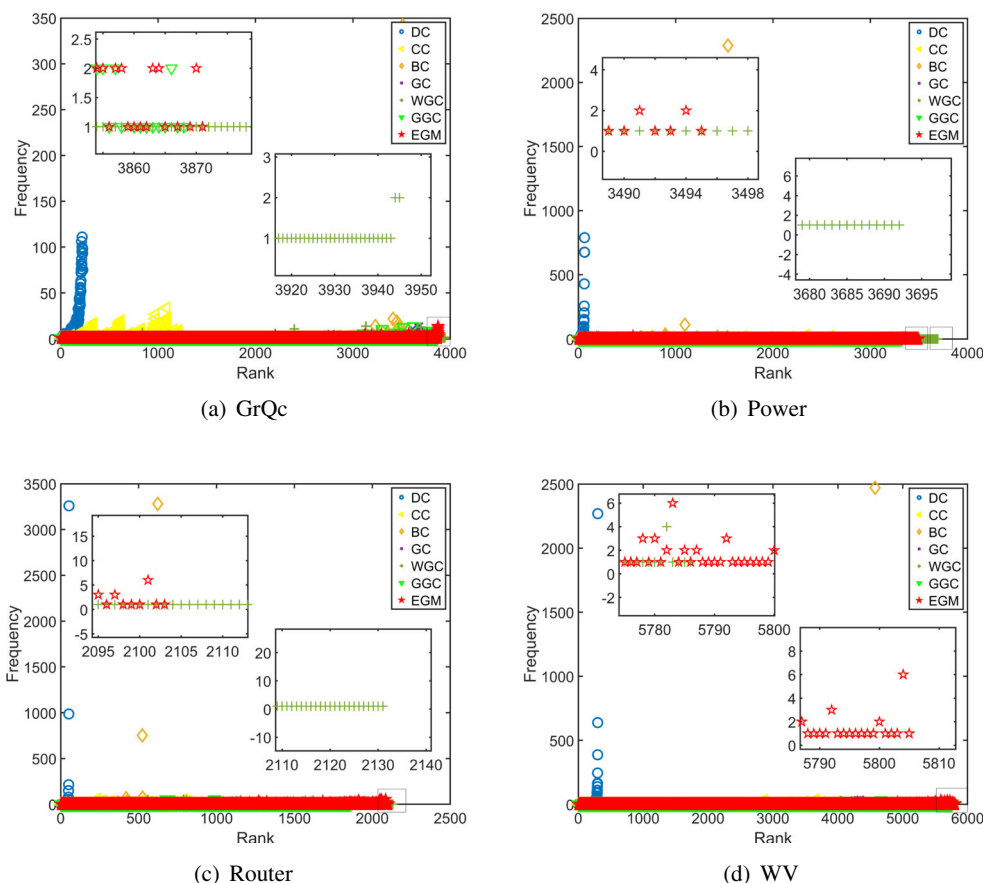 350
300
250
200
150
100
50
0
Frequency
2.5
2
1.5
1
3860 3870
3
2
1
0
3920 3930 3940 3950
DC
CC
BC
GC
WGC
GGC
EGM
0 1000 2000 3000 4000
Rank
(a) GrQc
2500
2000
1500
1000
500
0
Frequency
4
2
0
3490 3494 3498
6
4
2
0
-2
-4
3680 3685 3690 3695
DC
CC
BC
GC
WGC
GGC
EGM
0 1000 2000 3000 4000
Rank
(b) Power
3500
3000
2500
2000
1500
1000
500
0
Frequency
15
10
5
0
-5
2095 2100 2105 2110
20
10
0
-10
2110 2120 2130 2140
DC
CC
BC
GC
WGC
GGC
EGM
0 500 1000 1500 2000 2500
Rank
(c) Router
2500
2000
1500
1000
500
0
Frequency
6
4
2
0
-2
5780 5790 5800
8
6
4
2
0
5790 5800 5810
DC
CC
BC
GC
WGC
GGC
EGM
0 1000 2000 3000 4000 5000 6000
Rank
(d) WV